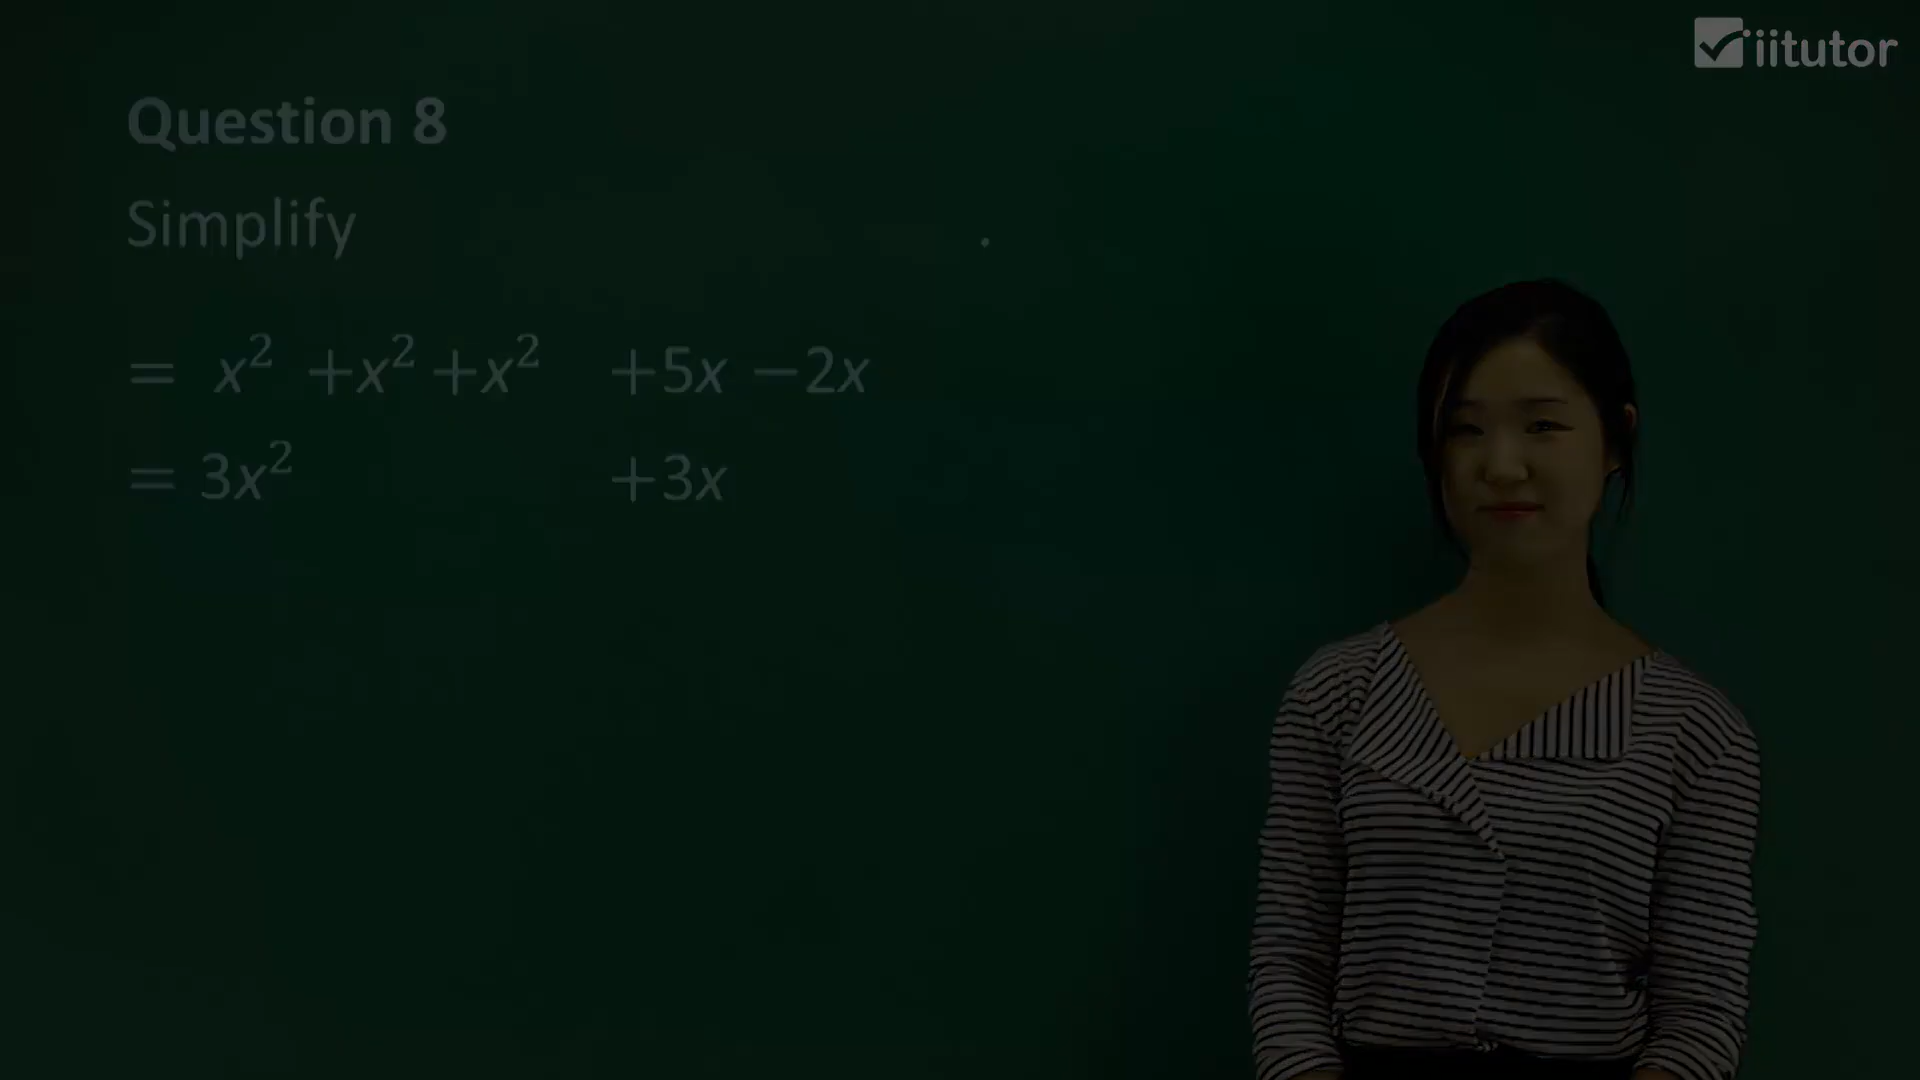 iitutor
Question 8
Simplify .
= x² +x² +x² +5x −2x
= 3x² +3x